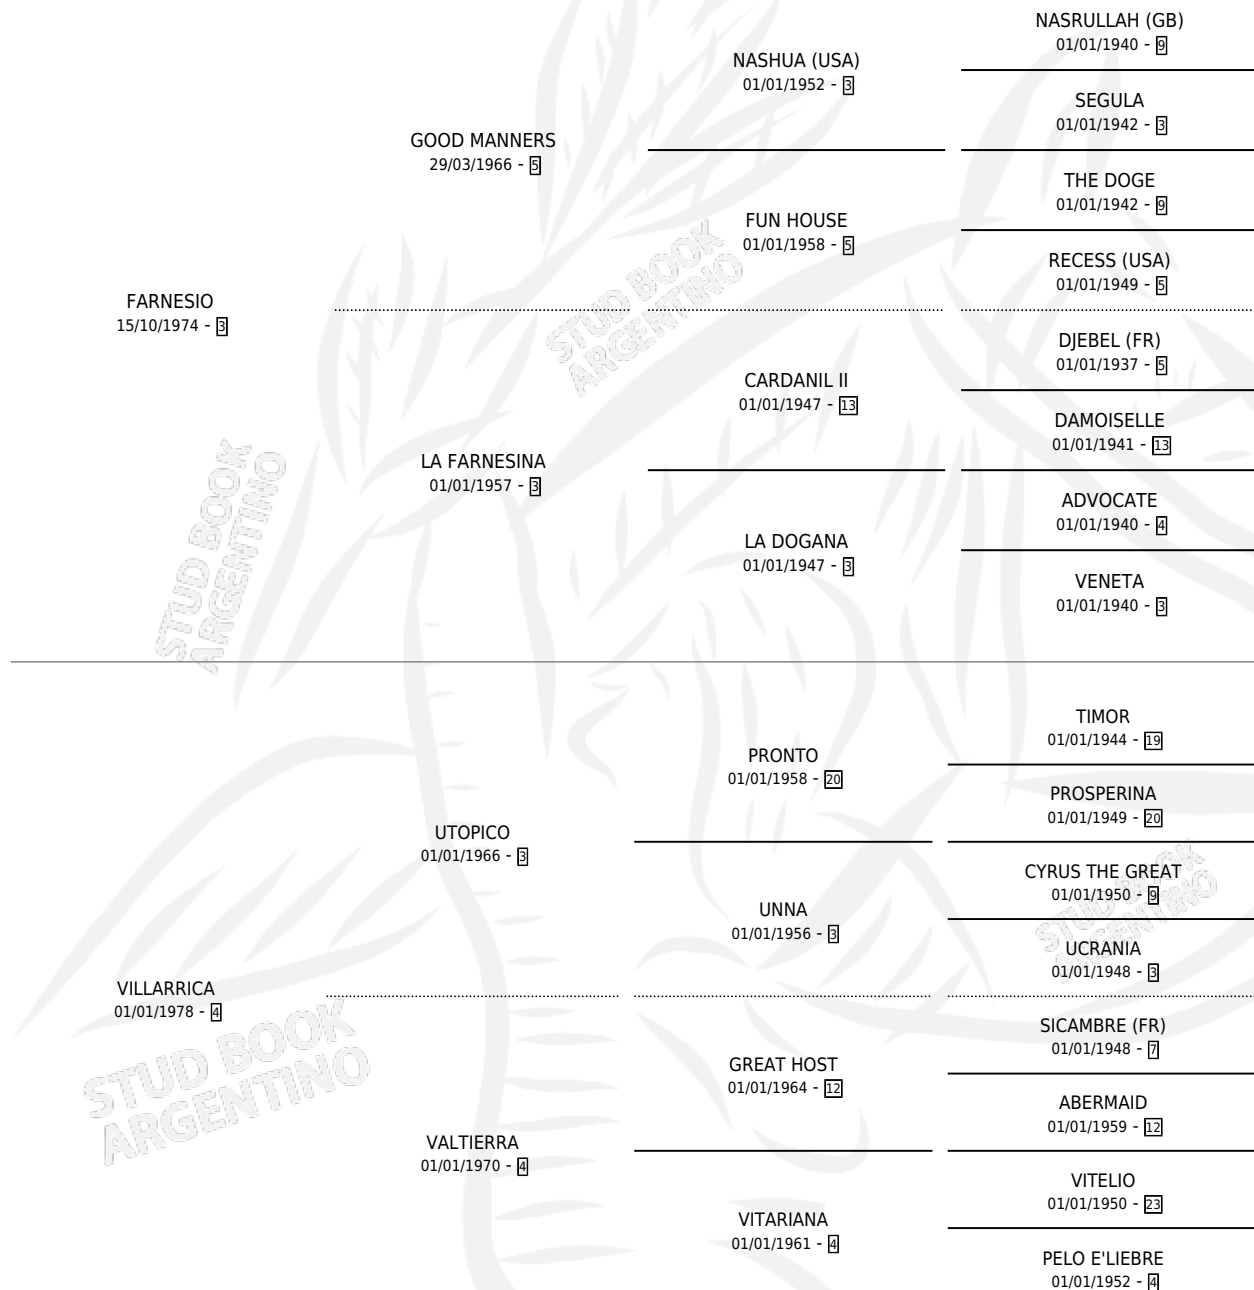 NASRULLAH (GB)
01/01/1940 - 9
NASHUA (USA)
01/01/1952 - 3
SEGULA
01/01/1942 - 3
GOOD MANNERS
29/03/1966 - 5
THE DOGE
01/01/1942 - 9
FUN HOUSE
01/01/1958 - 5
RECESS (USA)
01/01/1949 - 5
FARNESIO
15/10/1974 - 3
DJEBEL (FR)
01/01/1937 - 5
CARDANIL II
01/01/1947 - 13
DAMOISELLE
01/01/1941 - 13
LA FARNESINA
01/01/1957 - 3
ADVOCATE
01/01/1940 - 4
LA DOGANA
01/01/1947 - 3
VENETA
01/01/1940 - 3
TIMOR
01/01/1944 - 19
PRONTO
01/01/1958 - 20
PROSPERINA
01/01/1949 - 20
UTOPICO
01/01/1966 - 3
CYRUS THE GREAT
01/01/1950 - 9
UNNA
01/01/1956 - 3
UCRANIA
01/01/1948 - 3
VILLARRICA
01/01/1978 - 4
SICAMBRE (FR)
01/01/1948 - 7
GREAT HOST
01/01/1964 - 12
ABERMAID
01/01/1959 - 12
VALTIERRA
01/01/1970 - 4
VITELIO
01/01/1950 - 23
VITARIANA
01/01/1961 - 4
PELO E'LIEBRE
01/01/1952 - 4
STUD BOOK
ARGENTINO
STUD BOOK
ARGENTINO
STUD BOOK
ARGENTINO
STUD BOOK
ARGENTINO